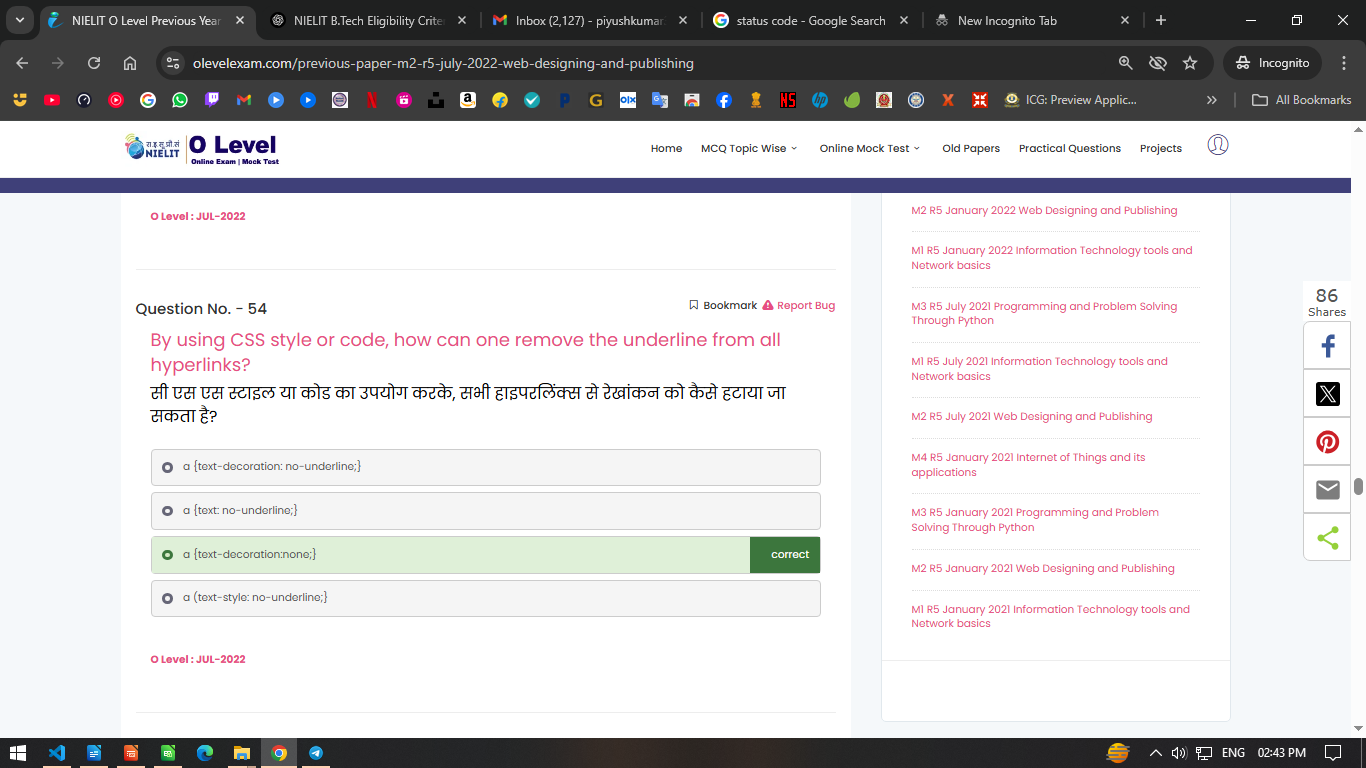 NIELIT O Level Previous Year
NIELIT B.Tech Eligibility Criter
Inbox (2,127) - piyushkumar
status code - Google Search
New Incognito Tab
olevelexam.com/previous-paper-m2-r5-july-2022-web-designing-and-publishing
Incognito
ICG: Preview Applic...
All Bookmarks
रा.इ.सू.प्रौ.सं
NIELIT
O Level
Online Exam | Mock Test
Home
MCQ Topic Wise
Online Mock Test
Old Papers
Practical Questions
Projects
O Level : JUL-2022
Question No. - 54
Bookmark
Report Bug
By using CSS style or code, how can one remove the underline from all
hyperlinks?
सी एस एस स्टाइल या कोड का उपयोग करके, सभी हाइपरलिंक्स से रेखांकन को कैसे हटाया जा
सकता है?
a {text-decoration: no-underline;}
a {text: no-underline;}
a {text-decoration:none;}
correct
a (text-style: no-underline;}
O Level : JUL-2022
M2 R5 January 2022 Web Designing and Publishing
M1 R5 January 2022 Information Technology tools and
Network basics
M3 R5 July 2021 Programming and Problem Solving
Through Python
M1 R5 July 2021 Information Technology tools and
Network basics
M2 R5 July 2021 Web Designing and Publishing
M4 R5 January 2021 Internet of Things and its
applications
M3 R5 January 2021 Programming and Problem
Solving Through Python
M2 R5 January 2021 Web Designing and Publishing
M1 R5 January 2021 Information Technology tools and
Network basics
86
Shares
ENG
02:43 PM